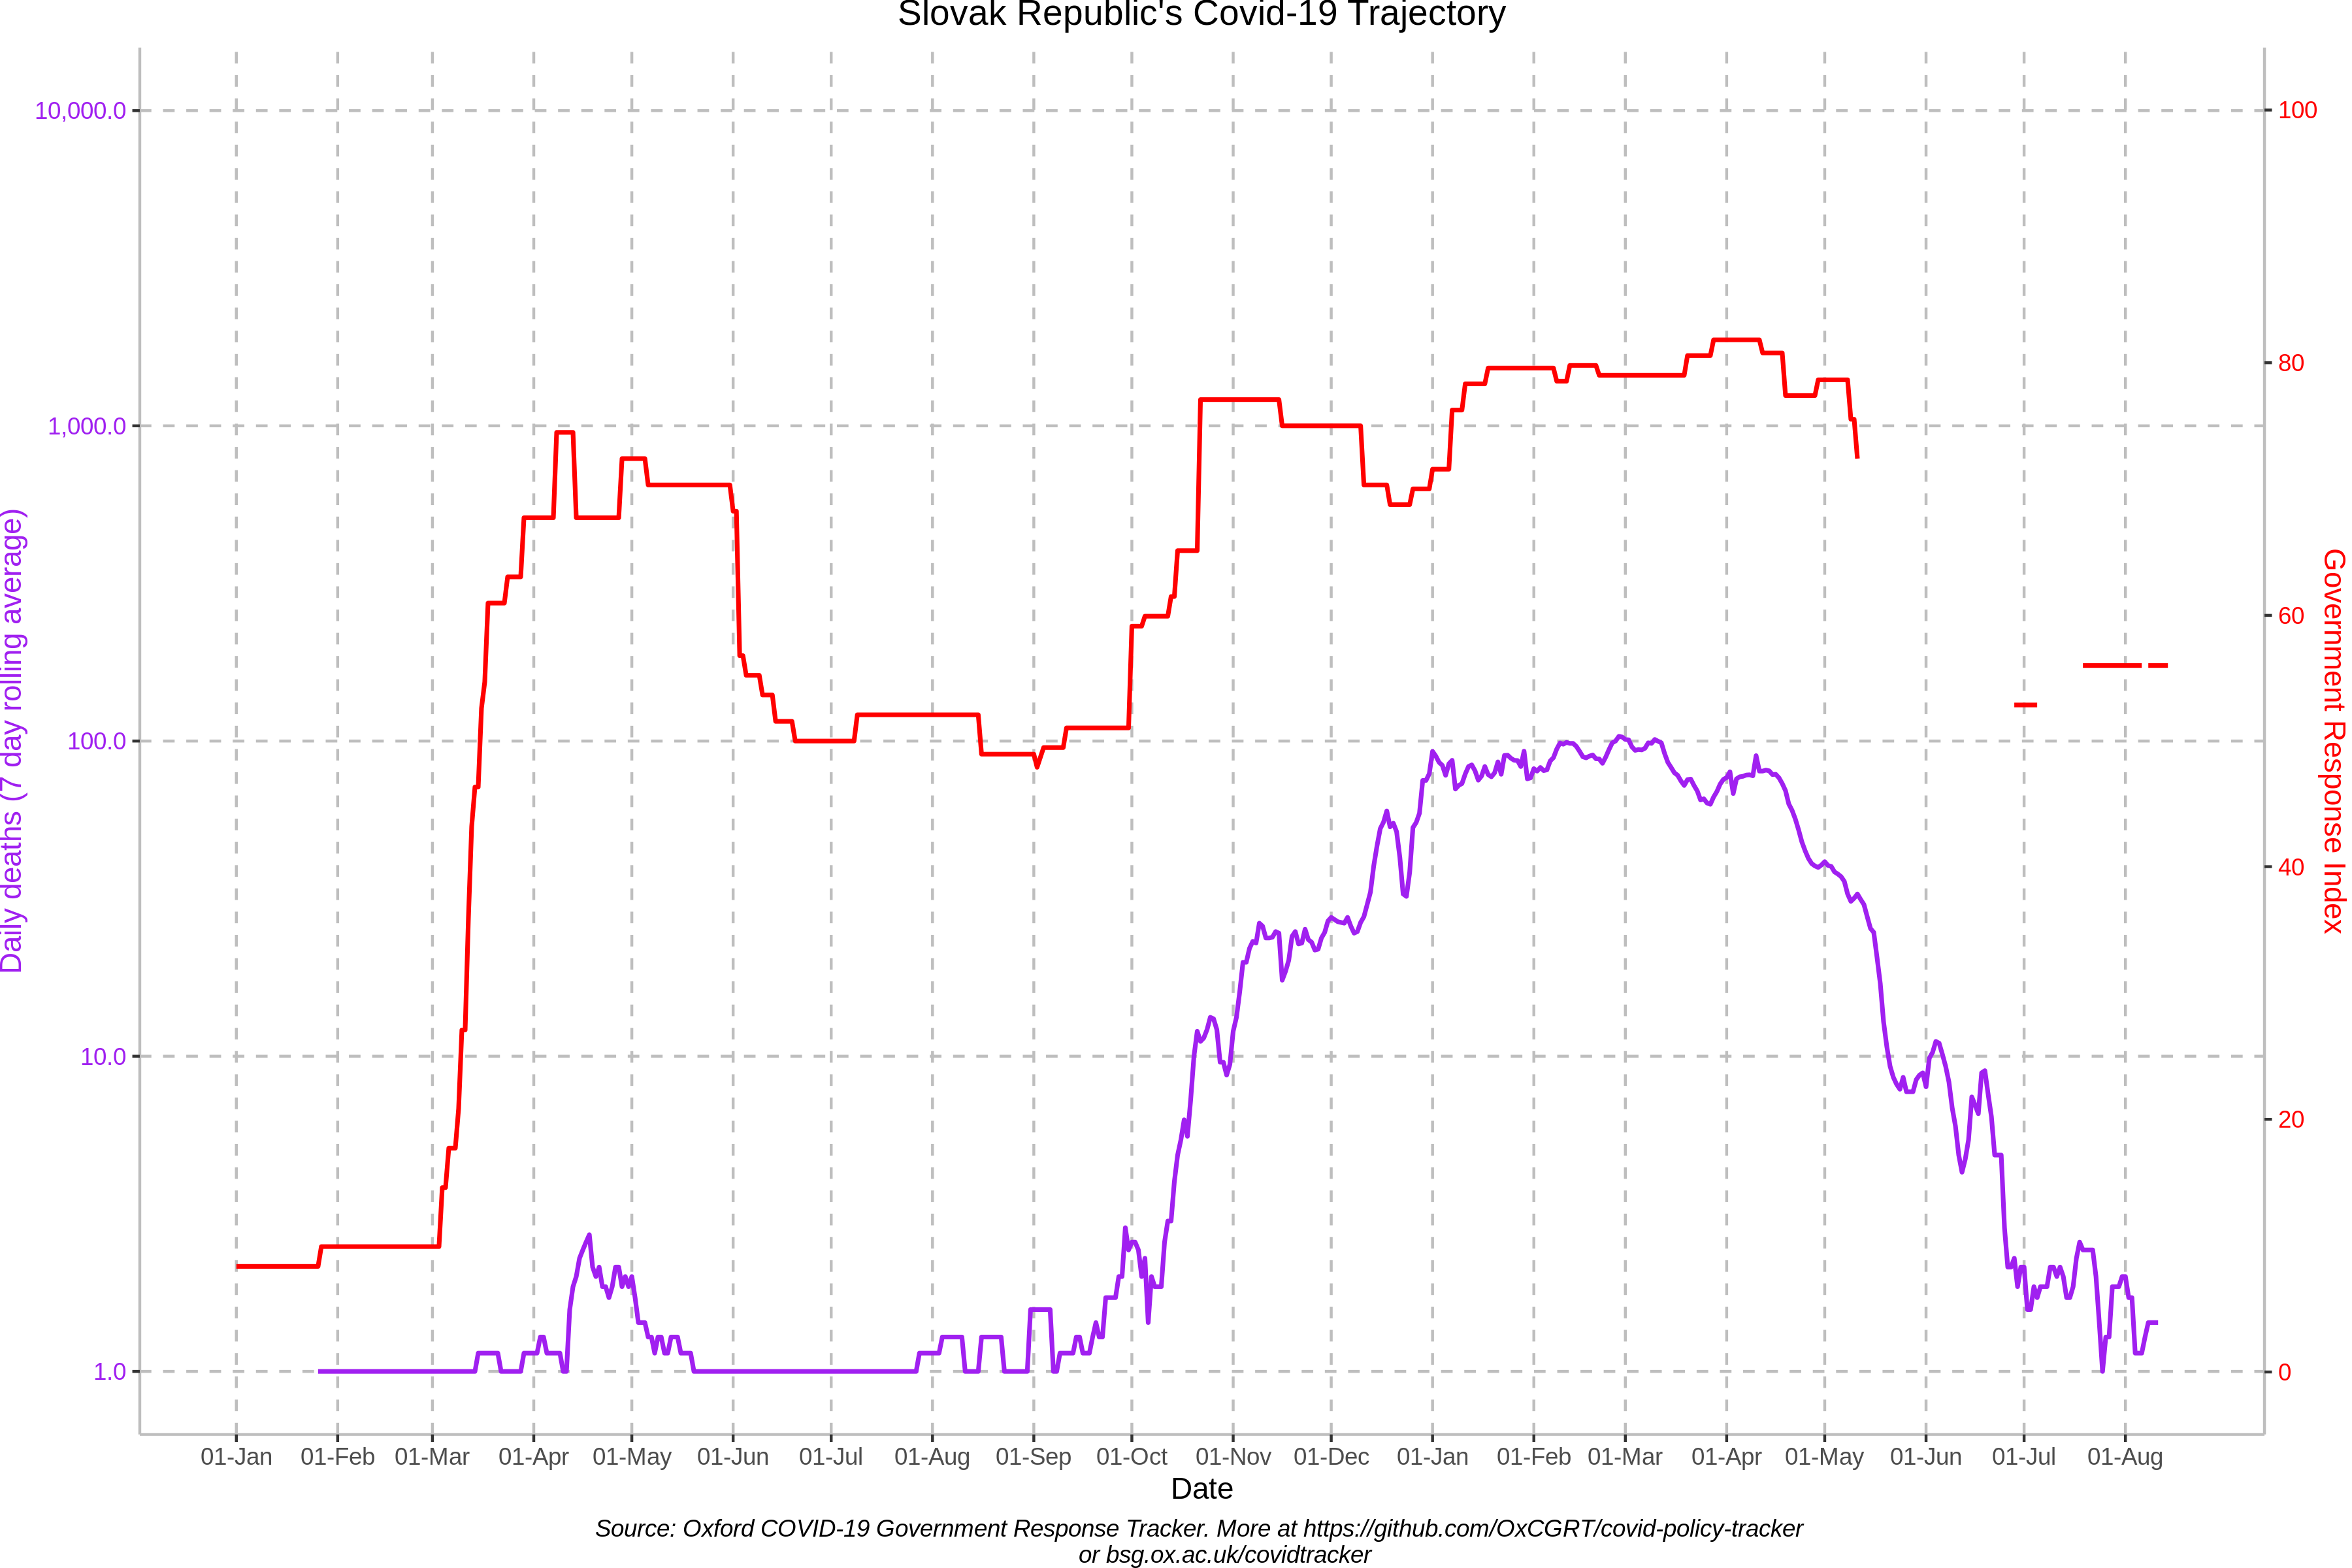 Slovak Republic's Covid-19 Trajectory
10,000.0
1,000.0
100.0
10.0
1.0
Daily deaths (7 day rolling average)
100
80
60
40
20
0
Government Response Index
01-Jan 01-Feb 01-Mar 01-Apr 01-May 01-Jun 01-Jul 01-Aug 01-Sep 01-Oct 01-Nov 01-Dec 01-Jan 01-Feb 01-Mar 01-Apr 01-May 01-Jun 01-Jul 01-Aug
Date
Source: Oxford COVID-19 Government Response Tracker. More at https://github.com/OxCGRT/covid-policy-tracker
or bsg.ox.ac.uk/covidtracker